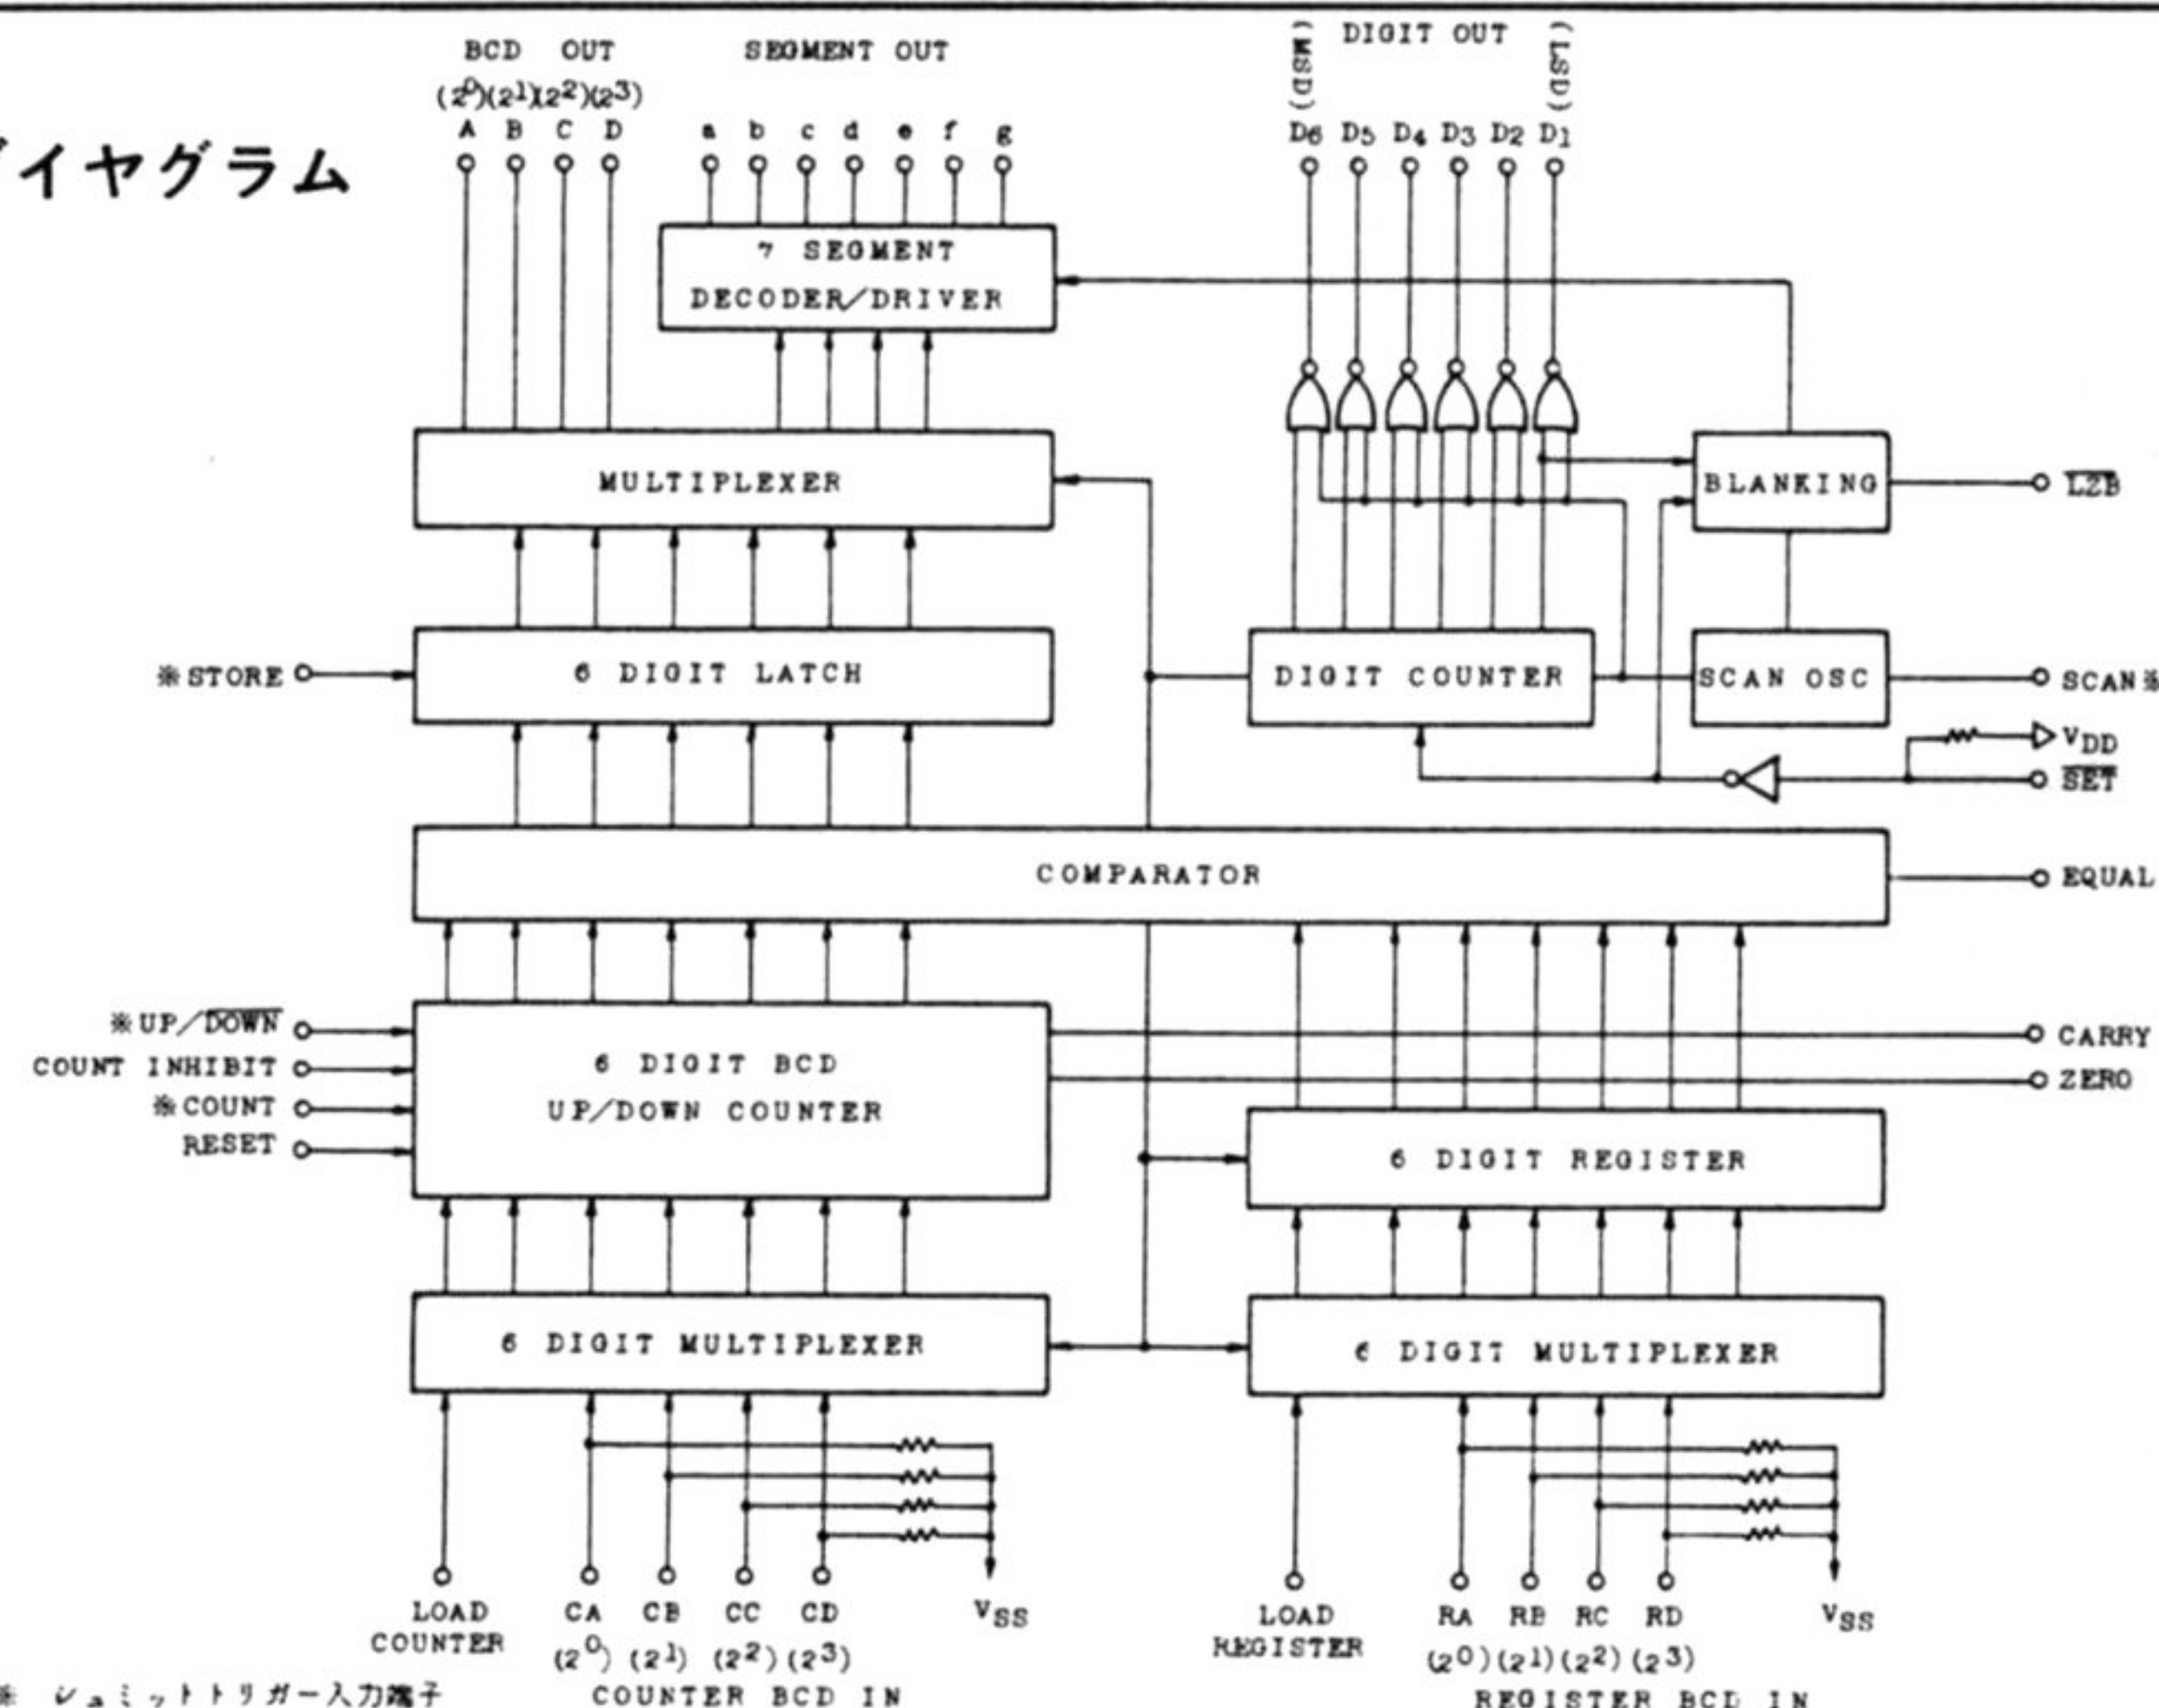 BCD OUT
SEGMENT OUT
(MSD) DIGIT OUT (LSD)
(2⁰)(2¹)(2²)(2³)
A B C D
a b c d e f g
D6 D5 D4 D3 D2 D1
イヤグラム
7 SEGMENT
DECODER/DRIVER
MULTIPLEXER
BLANKING
LZB
※STORE
6 DIGIT LATCH
DIGIT COUNTER
SCAN OSC
SCAN※
VDD
SET
COMPARATOR
EQUAL
※UP/DOWN
COUNT INHIBIT
※COUNT
RESET
6 DIGIT BCD
UP/DOWN COUNTER
CARRY
ZERO
6 DIGIT REGISTER
6 DIGIT MULTIPLEXER
6 DIGIT MULTIPLEXER
LOAD
COUNTER
CA CB CC CD
(2⁰) (2¹) (2²) (2³)
VSS
LOAD
REGISTER
RA RB RC RD
(2⁰) (2¹) (2²) (2³)
VSS
※ シュミットトリガー入力端子
COUNTER BCD IN
REGISTER BCD IN